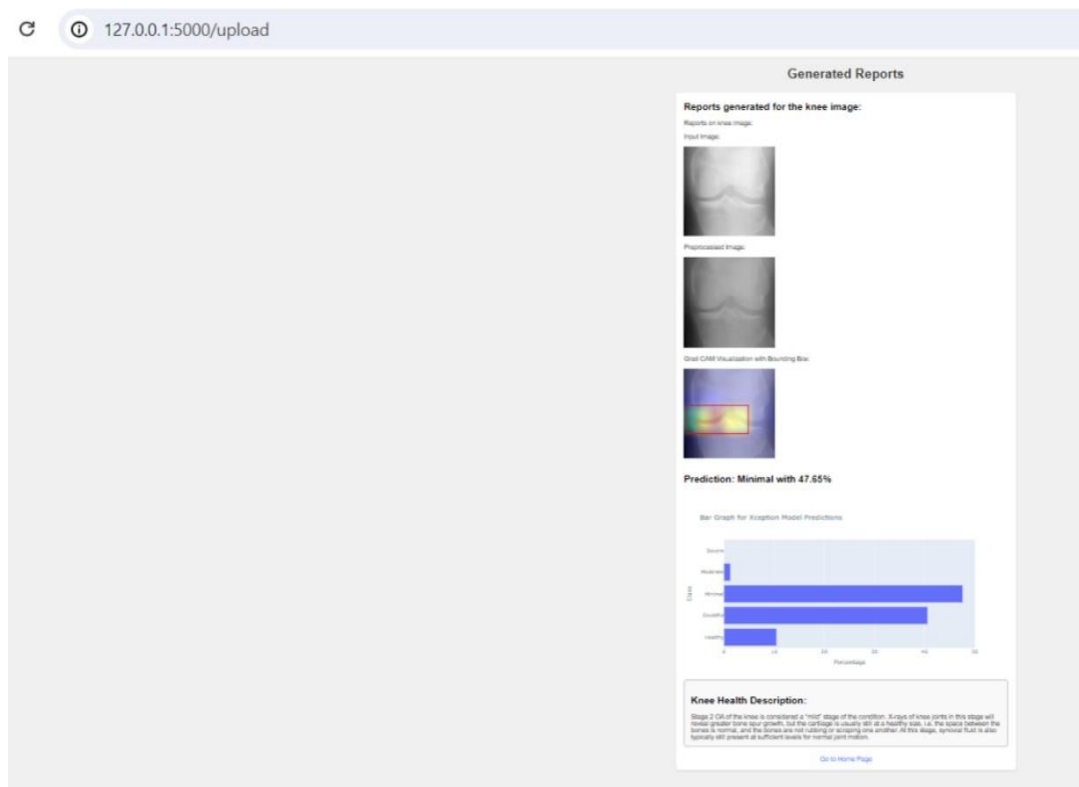 127.0.0.1:5000/upload
Generated Reports
Reports generated for the knee image:
Reports on knee image:
Input Image:
Preprocessed Image:
Grad CAM Visualization with Bounding Box:
Prediction: Minimal with 47.65%
Bar Graph for Xception Model Predictions
Severe
Moderate
Minimal
Doubtful
Healthy
Class
0 10 20 30 40 50
Percentage
Knee Health Description:
Stage 2 OA of the knee is considered a "mild" stage of the condition. X-rays of knee joints in this stage will
reveal greater bone spur growth, but the cartilage is usually still at a healthy size, i.e. the space between the
bones is normal, and the bones are not rubbing or scraping one another. At this stage, synovial fluid is also
typically still present at sufficient levels for normal joint motion.
Go to Home Page